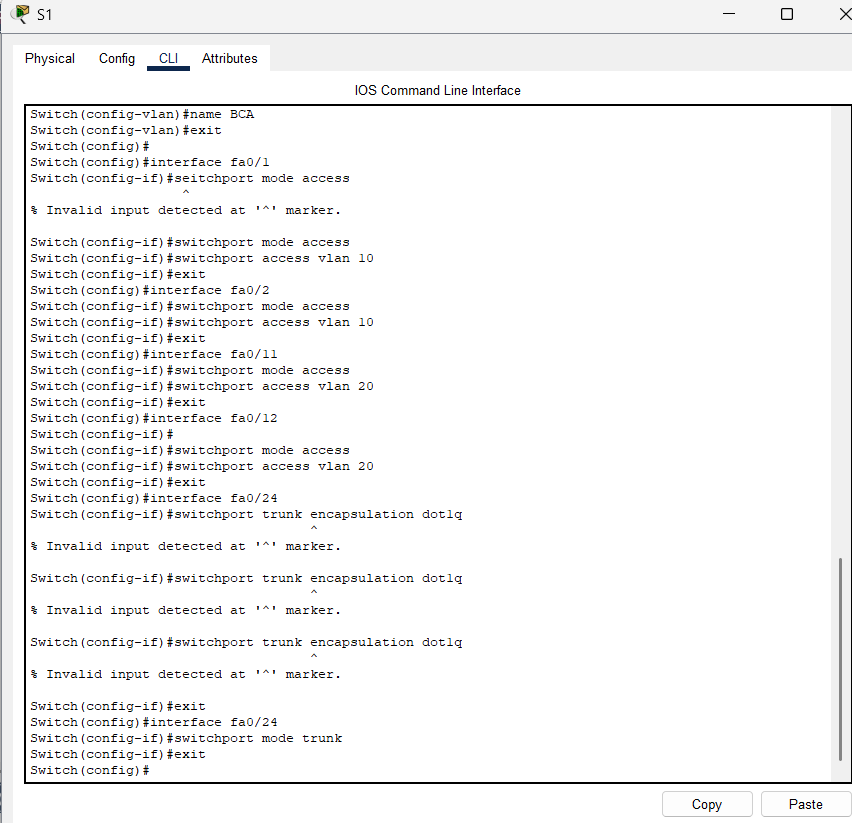 S1
Physical Config CLI Attributes
IOS Command Line Interface
Switch(config-vlan)#name BCA
Switch(config-vlan)#exit
Switch(config)#
Switch(config)#interface fa0/1
Switch(config-if)#seitchport mode access
^
% Invalid input detected at '^' marker.
Switch(config-if)#switchport mode access
Switch(config-if)#switchport access vlan 10
Switch(config-if)#exit
Switch(config)#interface fa0/2
Switch(config-if)#switchport mode access
Switch(config-if)#switchport access vlan 10
Switch(config-if)#exit
Switch(config)#interface fa0/11
Switch(config-if)#switchport mode access
Switch(config-if)#switchport access vlan 20
Switch(config-if)#exit
Switch(config)#interface fa0/12
Switch(config-if)#
Switch(config-if)#switchport mode access
Switch(config-if)#switchport access vlan 20
Switch(config-if)#exit
Switch(config)#interface fa0/24
Switch(config-if)#switchport trunk encapsulation dot1q
^
% Invalid input detected at '^' marker.
Switch(config-if)#switchport trunk encapsulation dot1q
^
% Invalid input detected at '^' marker.
Switch(config-if)#switchport trunk encapsulation dot1q
^
% Invalid input detected at '^' marker.
Switch(config-if)#exit
Switch(config)#interface fa0/24
Switch(config-if)#switchport mode trunk
Switch(config-if)#exit
Switch(config)#
Copy Paste